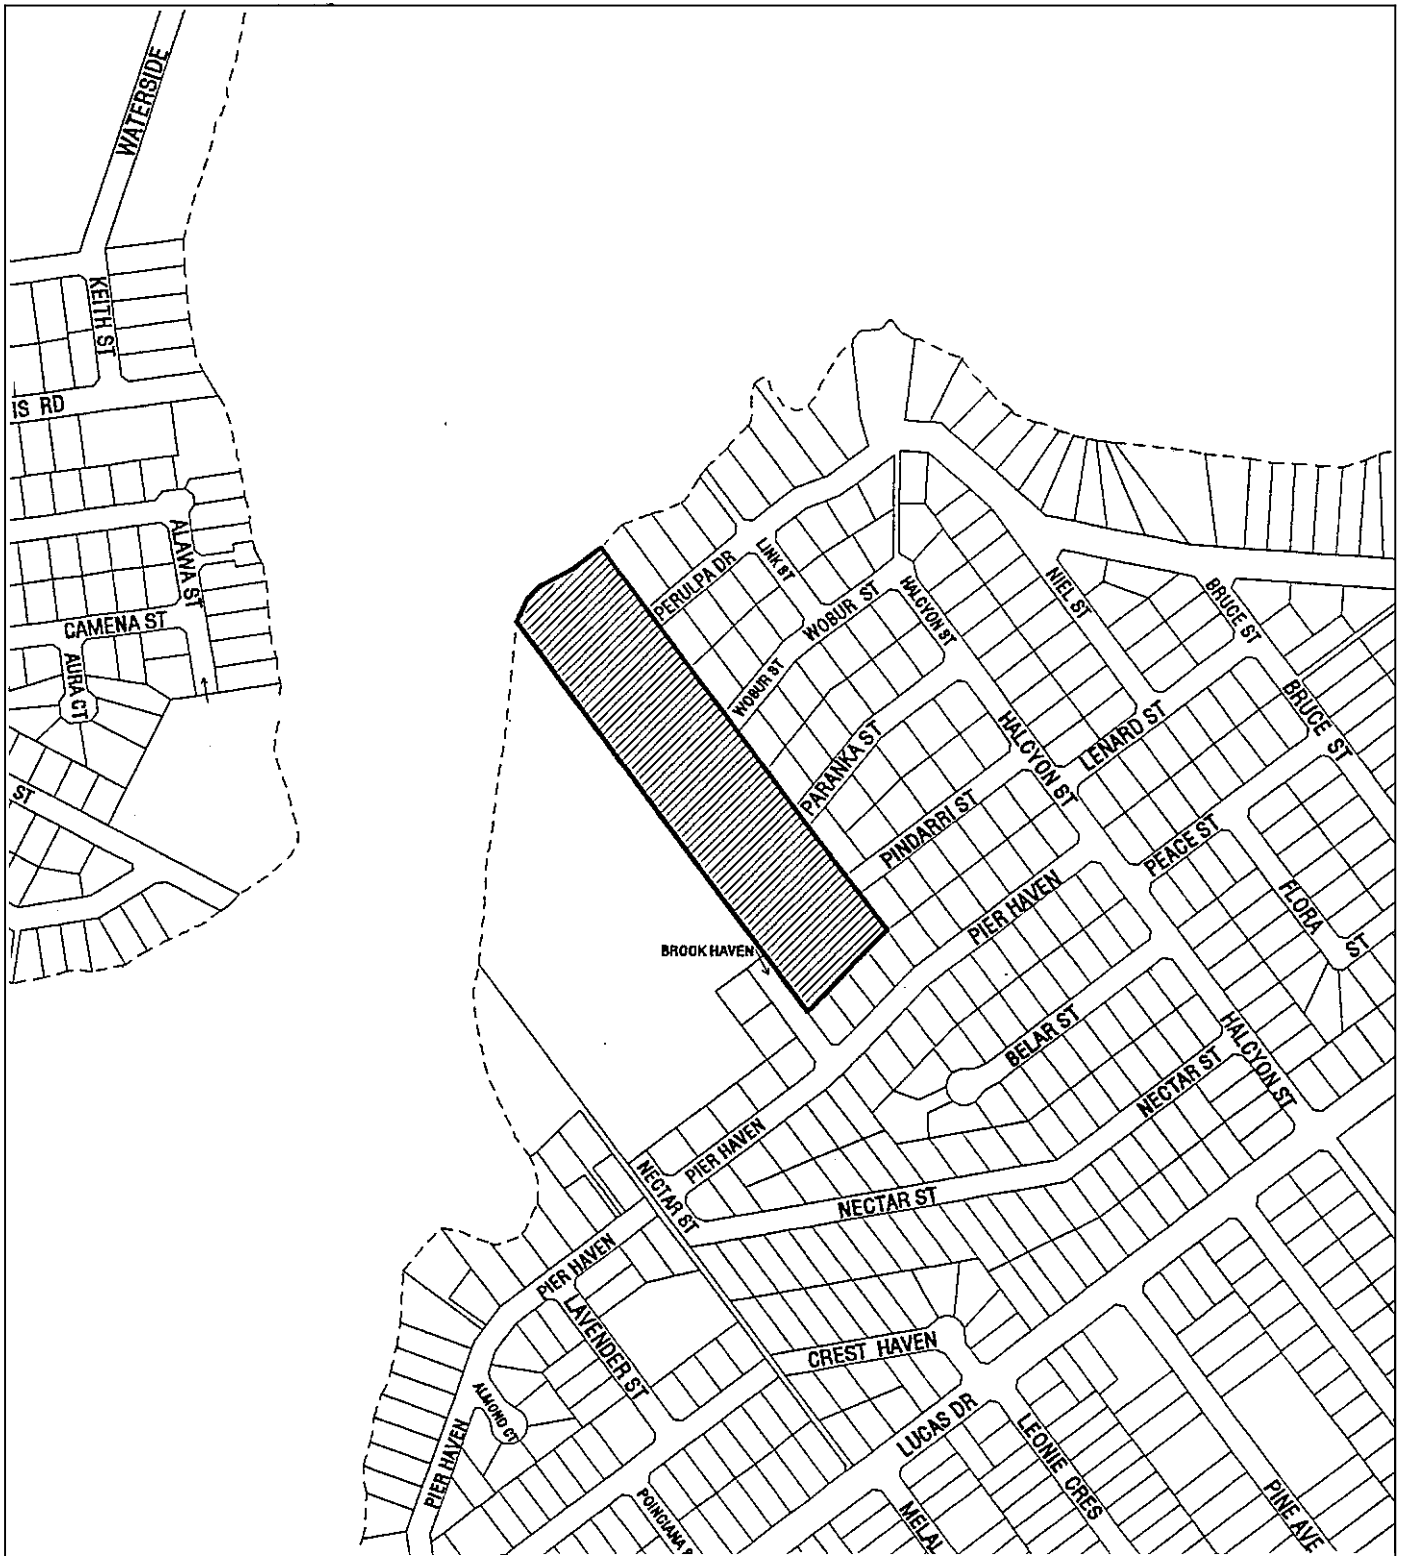 WATERSIDE
KEITH ST
IS RD
ALAWA ST
CAMENA ST
AURA CT
ST
PERULPA DR
LINK ST
WOBUR ST
WOBUR ST
HALCYON ST
NIEL ST
BRUCE ST
BRUCE ST
PARANKA ST
HALCYON ST
LENARD ST
PINDARRI ST
PEACE ST
FLORA ST
PIER HAVEN
BROOK HAVEN
BELAR ST
HALCYON ST
NECTAR ST
PIER HAVEN
NECTAR ST
NECTAR ST
PIER HAVEN
LAVENDER ST
CREST HAVEN
ALMOND CT
PIER HAVEN
LUCAS DR
LEONIE CRES
POINCIANA
MELAL
PINE AVE